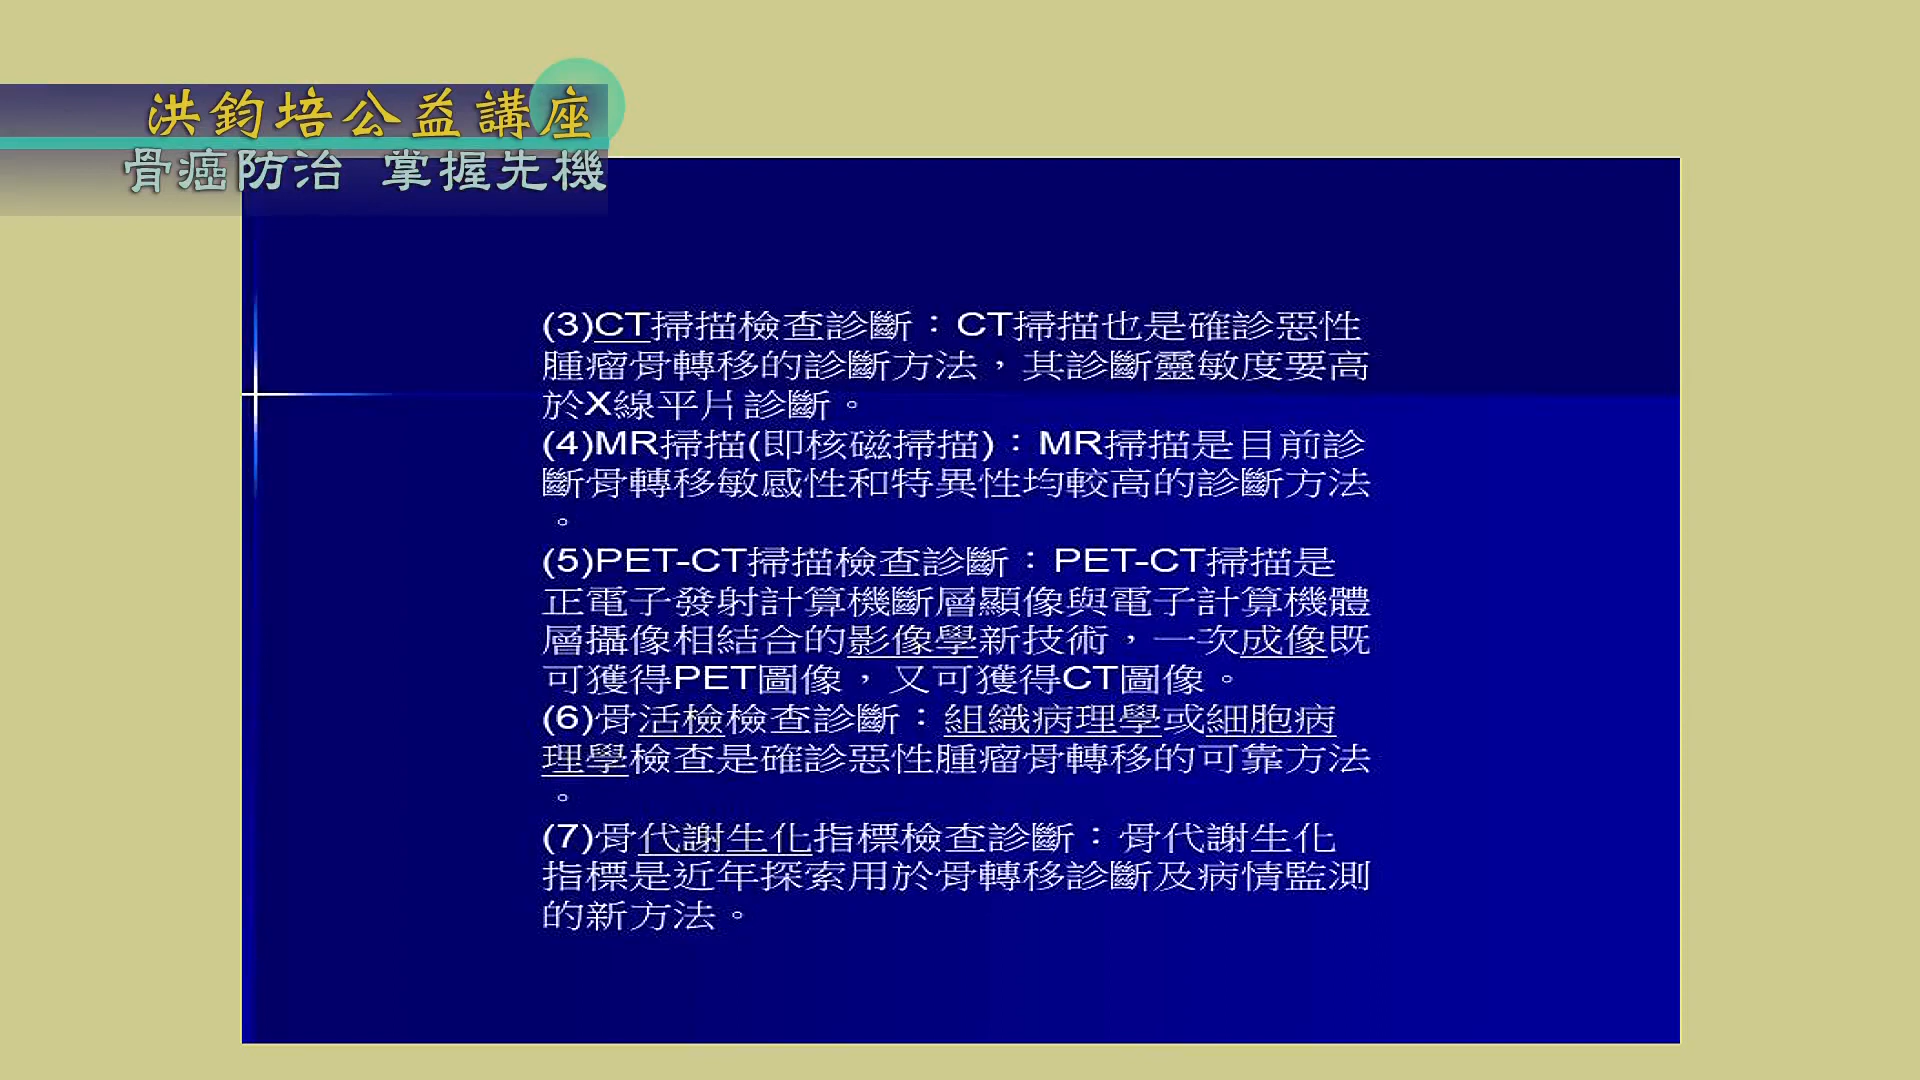 洪鈞培公益講座
骨癌防治 掌握先機
(3)CT掃描檢查診斷：CT掃描也是確診惡性
腫瘤骨轉移的診斷方法，其診斷靈敏度要高
於X線平片診斷。
(4)MR掃描(即核磁掃描)：MR掃描是目前診
斷骨轉移敏感性和特異性均較高的診斷方法
。
(5)PET-CT掃描檢查診斷：PET-CT掃描是
正電子發射計算機斷層顯像與電子計算機體
層攝像相結合的影像學新技術，一次成像既
可獲得PET圖像，又可獲得CT圖像。
(6)骨活檢檢查診斷：組織病理學或細胞病
理學檢查是確診惡性腫瘤骨轉移的可靠方法
。
(7)骨代謝生化指標檢查診斷：骨代謝生化
指標是近年探索用於骨轉移診斷及病情監測
的新方法。